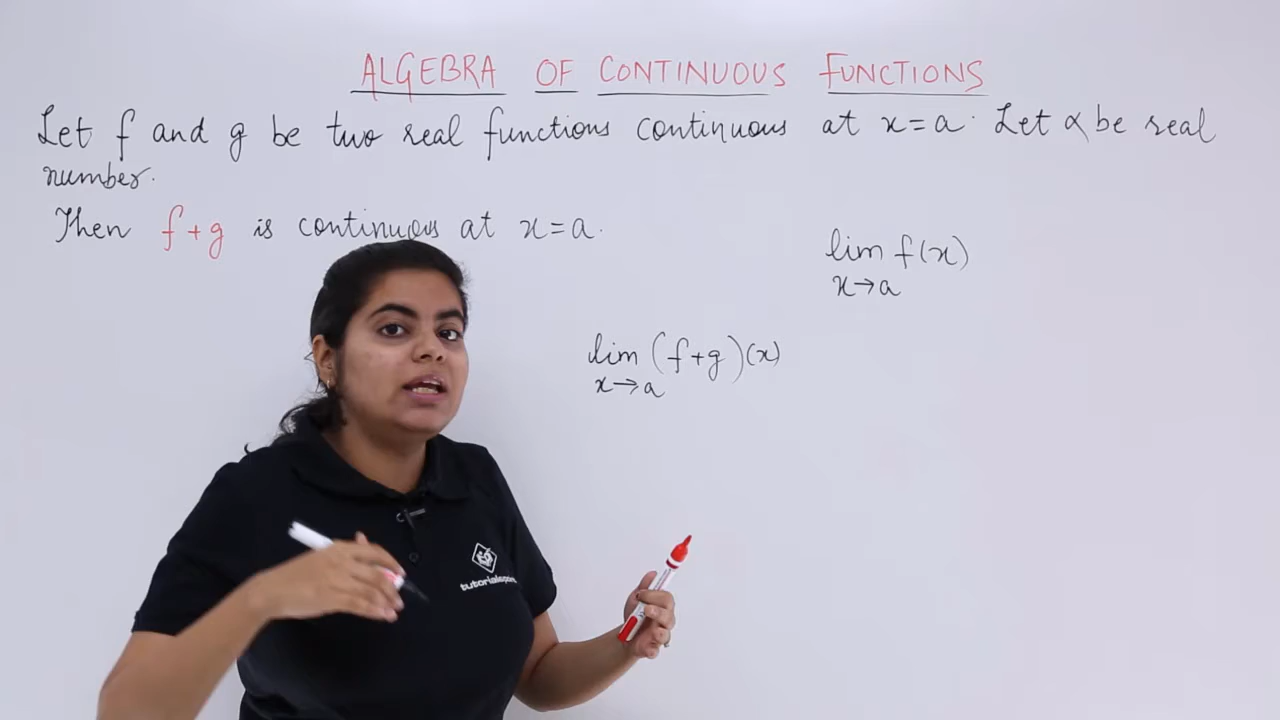 ALGEBRA OF CONTINUOUS FUNCTIONS
Let f and g be two real functions continuous at x=a. Let α be real
number.
Then f+g is continuous at x=a.
lim f(x)
x→a
lim (f+g)(x)
x→a
tutorialspoint